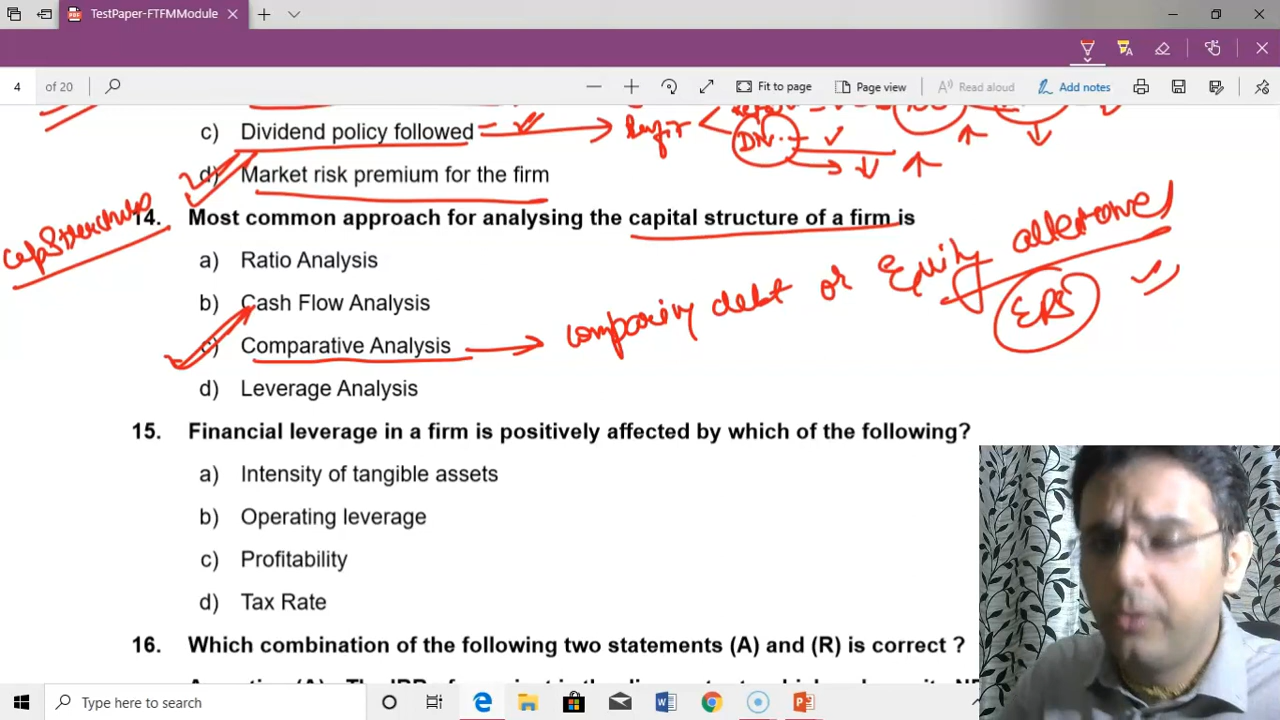 TestPaper-FTFMModule
4 of 20
Fit to page
Page view
Read aloud
Add notes
c) Dividend policy followed
DIV.
d) Market risk premium for the firm
14. Most common approach for analysing the capital structure of a firm is
a) Ratio Analysis
b) Cash Flow Analysis
comparing debt or Equity
EPS
c) Comparative Analysis
d) Leverage Analysis
15. Financial leverage in a firm is positively affected by which of the following?
a) Intensity of tangible assets
b) Operating leverage
c) Profitability
d) Tax Rate
16. Which combination of the following two statements (A) and (R) is correct ?
Type here to search